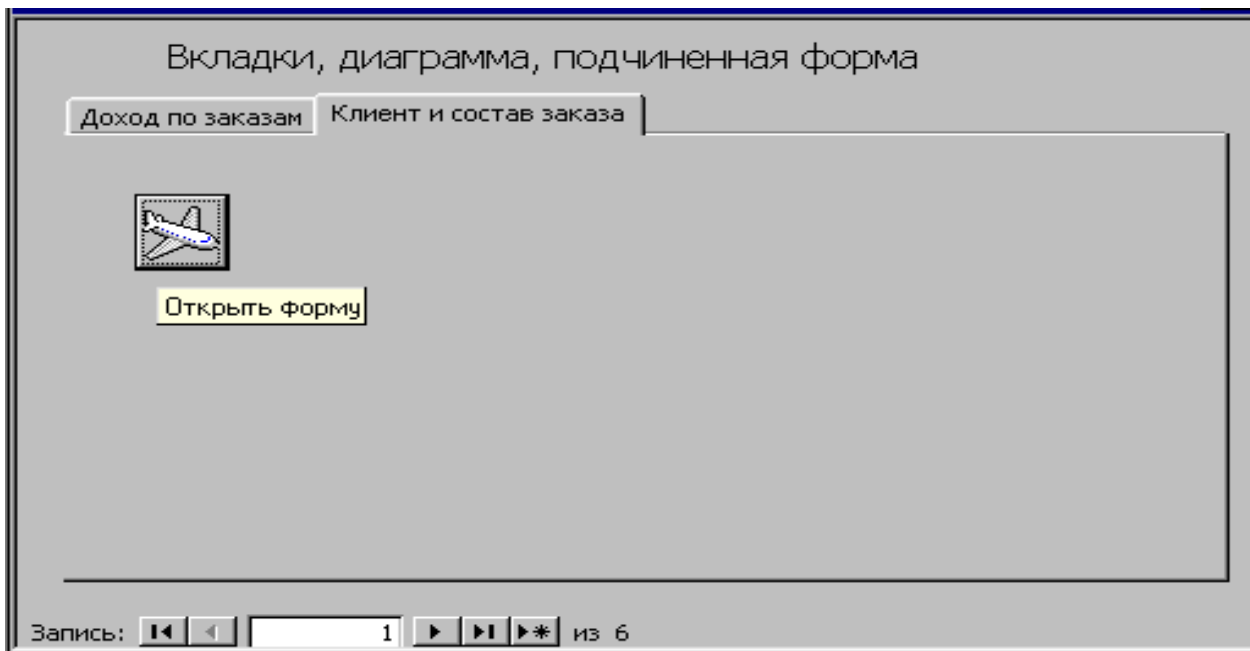 Вкладки, диаграмма, подчиненная форма
Доход по заказам Клиент и состав заказа
Открыть форму
Запись: 1 из 6